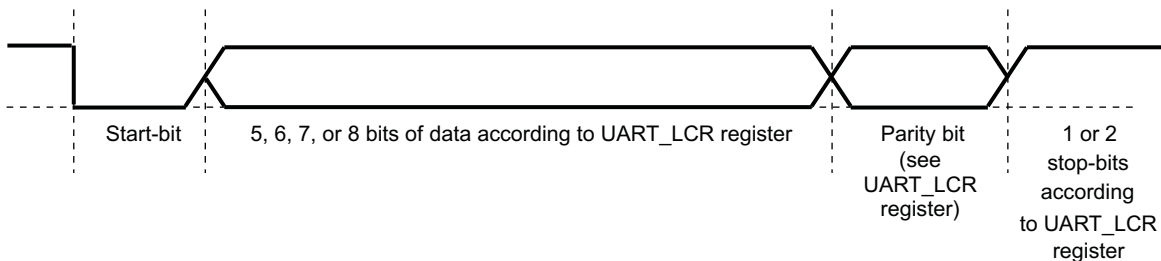 Start-bit
5, 6, 7, or 8 bits of data according to UART_LCR register
Parity bit
(see
UART_LCR
register)
1 or 2
stop-bits
according
to UART_LCR
register